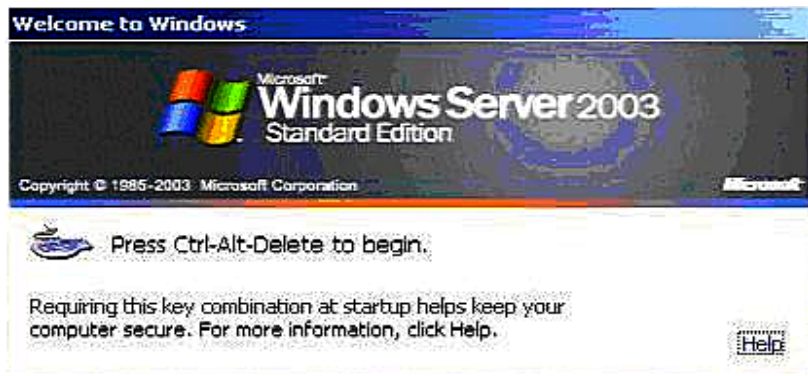 Welcome to Windows
Microsoft
Windows Server 2003
Standard Edition
Copyright © 1985-2003 Microsoft Corporation
Microsoft
Press Ctrl-Alt-Delete to begin.
Requiring this key combination at startup helps keep your
computer secure. For more information, click Help.
Help